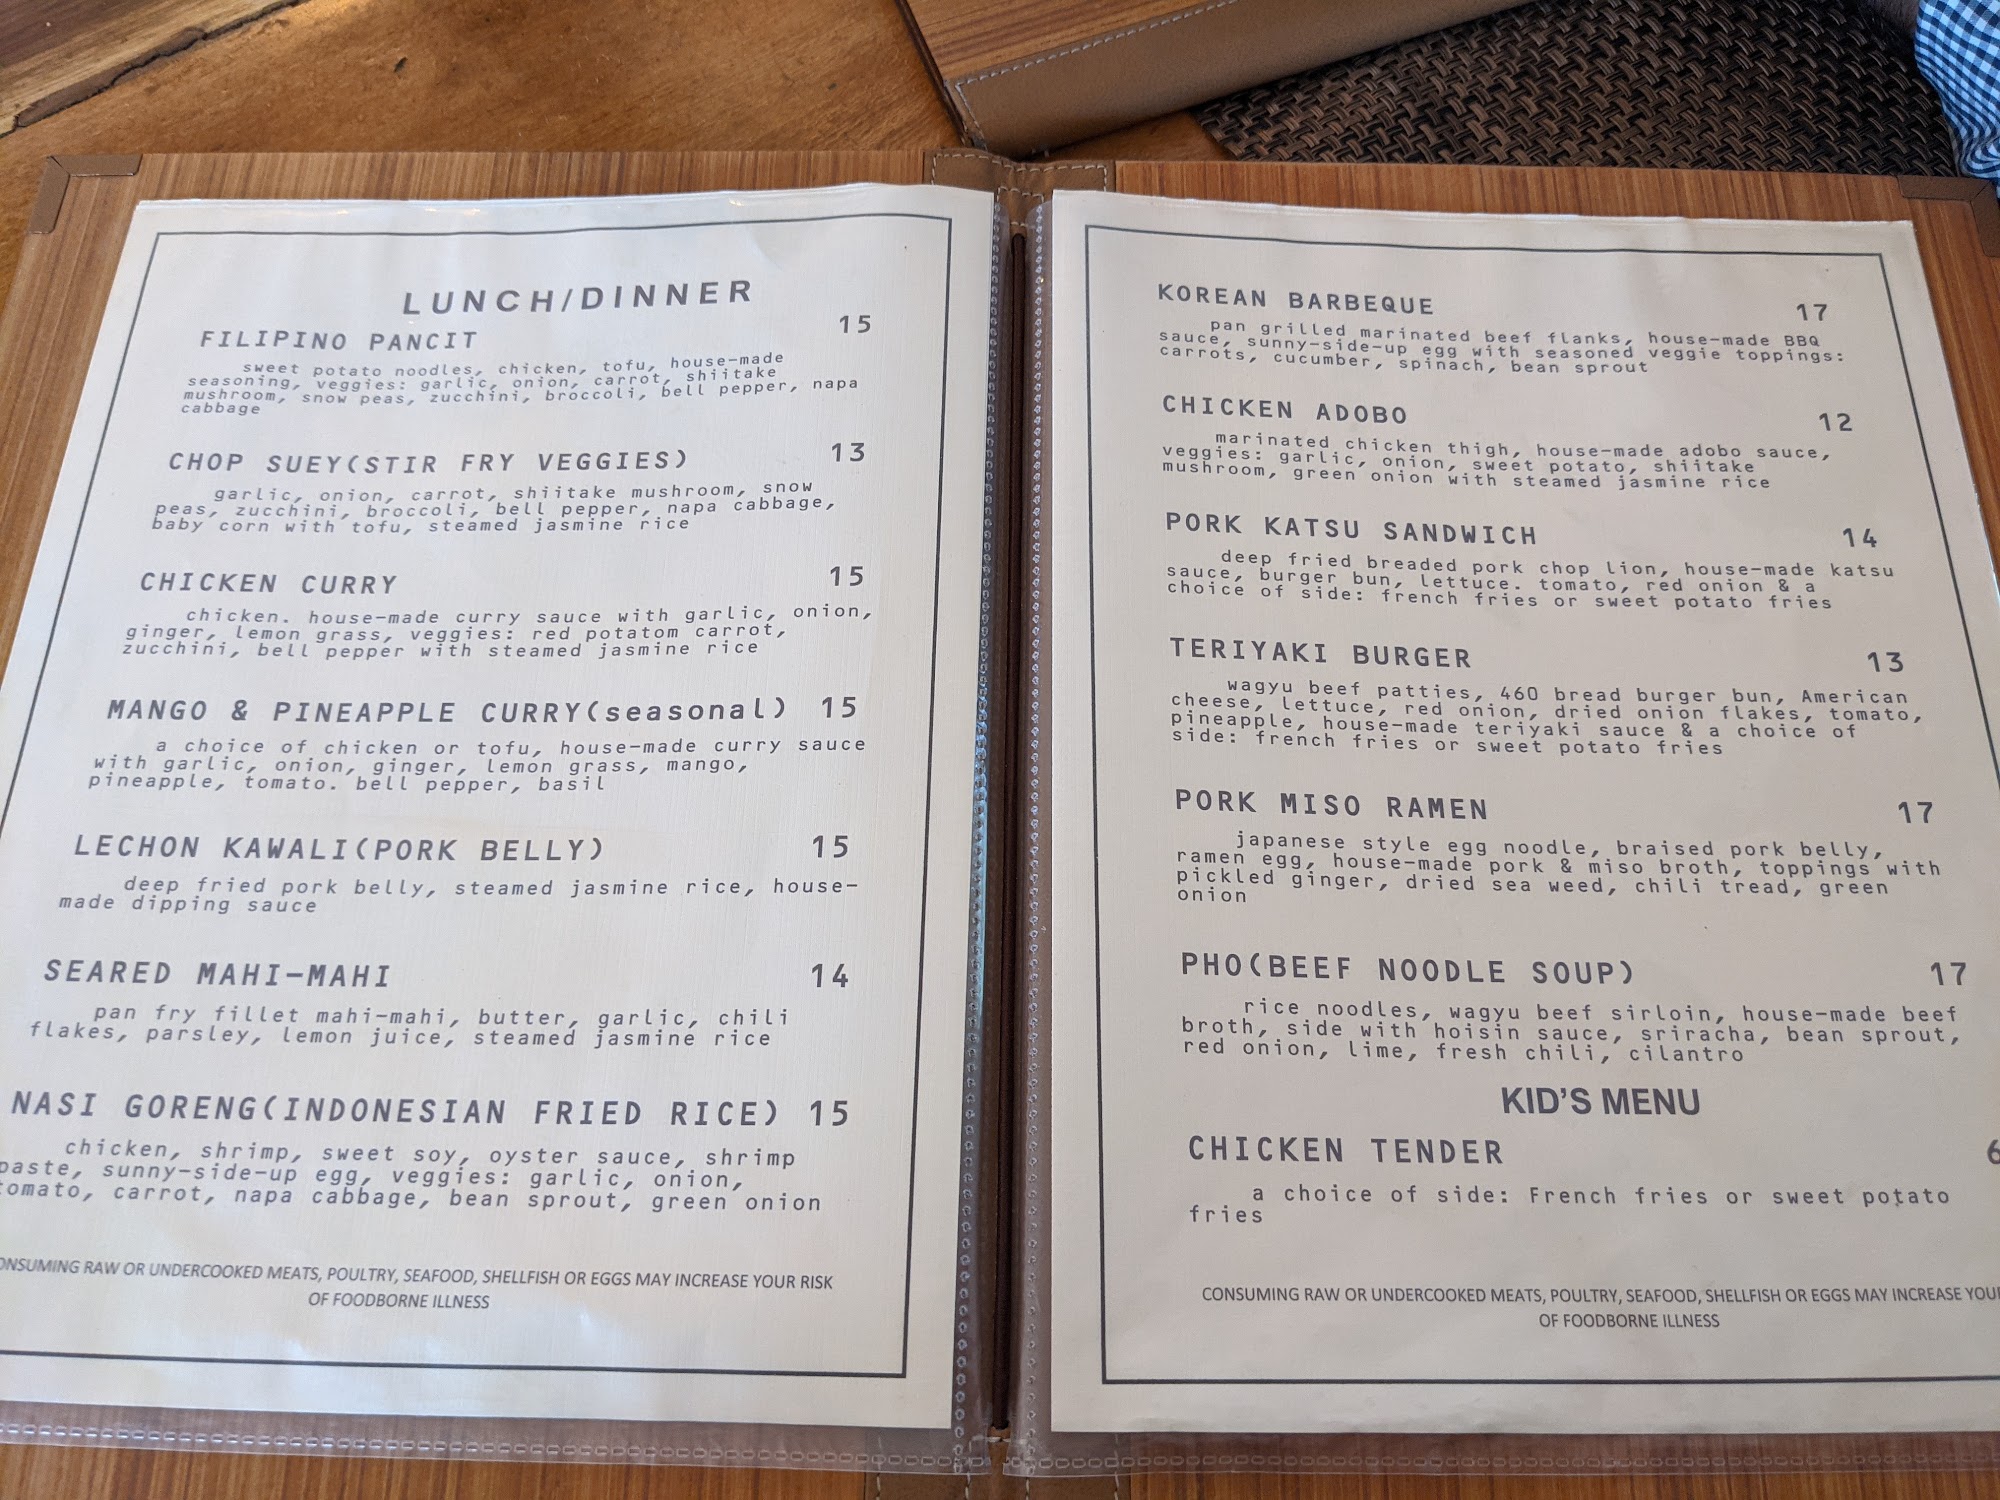 LUNCH/DINNER
FILIPINO PANCIT 15
sweet potato noodles, chicken, tofu, house-made
seasoning, veggies: garlic, onion, carrot, shiitake
mushroom, snow peas, zucchini, broccoli, bell pepper, napa
cabbage
CHOP SUEY(STIR FRY VEGGIES) 13
garlic, onion, carrot, shiitake mushroom, snow
peas, zucchini, broccoli, bell pepper, napa cabbage,
baby corn with tofu, steamed jasmine rice
CHICKEN CURRY 15
chicken. house-made curry sauce with garlic, onion,
ginger, lemon grass, veggies: red potatom carrot,
zucchini, bell pepper with steamed jasmine rice
MANGO & PINEAPPLE CURRY(seasonal) 15
a choice of chicken or tofu, house-made curry sauce
with garlic, onion, ginger, lemon grass, mango,
pineapple, tomato. bell pepper, basil
LECHON KAWALI(PORK BELLY) 15
deep fried pork belly, steamed jasmine rice, house-
made dipping sauce
SEARED MAHI-MAHI 14
pan fry fillet mahi-mahi, butter, garlic, chili
flakes, parsley, lemon juice, steamed jasmine rice
NASI GORENG(INDONESIAN FRIED RICE) 15
chicken, shrimp, sweet soy, oyster sauce, shrimp
paste, sunny-side-up egg, veggies: garlic, onion,
tomato, carrot, napa cabbage, bean sprout, green onion
ONSUMING RAW OR UNDERCOOKED MEATS, POULTRY, SEAFOOD, SHELLFISH OR EGGS MAY INCREASE YOUR RISK
OF FOODBORNE ILLNESS
KOREAN BARBEQUE 17
pan grilled marinated beef flanks, house-made BBQ
sauce, sunny-side-up egg with seasoned veggie toppings:
carrots, cucumber, spinach, bean sprout
CHICKEN ADOBO 12
marinated chicken thigh, house-made adobo sauce,
veggies: garlic, onion, sweet potato, shiitake
mushroom, green onion with steamed jasmine rice
PORK KATSU SANDWICH 14
deep fried breaded pork chop lion, house-made katsu
sauce, burger bun, lettuce. tomato, red onion & a
choice of side: french fries or sweet potato fries
TERIYAKI BURGER 13
wagyu beef patties, 460 bread burger bun, American
cheese, lettuce, red onion, dried onion flakes, tomato,
pineapple, house-made teriyaki sauce & a choice of
side: french fries or sweet potato fries
PORK MISO RAMEN 17
japanese style egg noodle, braised pork belly,
ramen egg, house-made pork & miso broth, toppings with
pickled ginger, dried sea weed, chili tread, green
onion
PHO(BEEF NOODLE SOUP) 17
rice noodles, wagyu beef sirloin, house-made beef
broth, side with hoisin sauce, sriracha, bean sprout,
red onion, lime, fresh chili, cilantro
KID'S MENU
CHICKEN TENDER 6
a choice of side: French fries or sweet potato
fries
CONSUMING RAW OR UNDERCOOKED MEATS, POULTRY, SEAFOOD, SHELLFISH OR EGGS MAY INCREASE YOUR
OF FOODBORNE ILLNESS